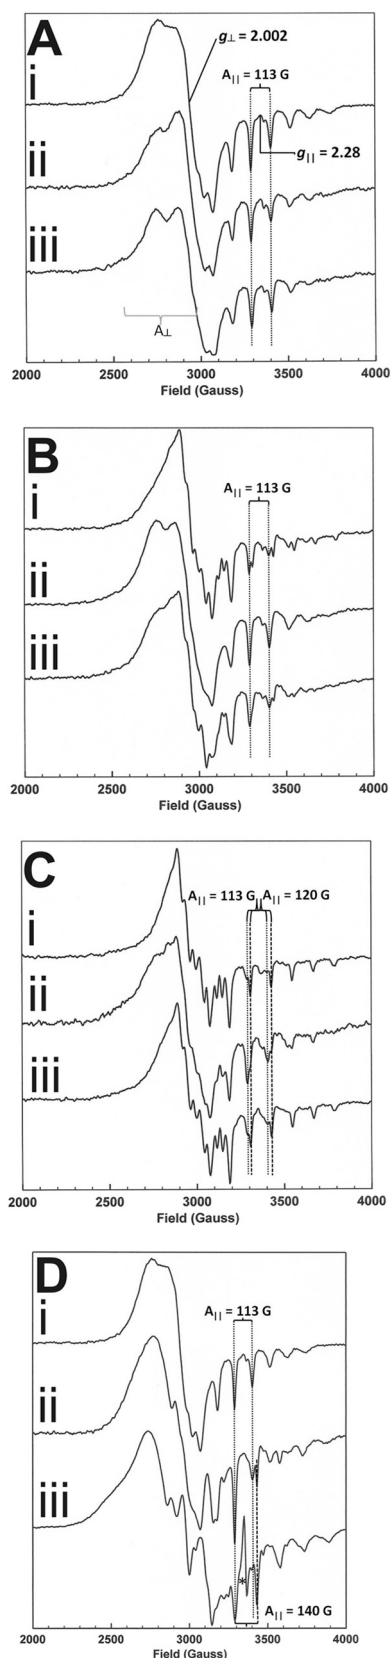 A
g⊥ = 2.002
i
A|| = 113 G
ii
g|| = 2.28
iii
A⊥
2000 2500 3000 3500 4000
Field (Gauss)
B
i
A|| = 113 G
ii
iii
2000 2500 3000 3500 4000
Field (Gauss)
C
A|| = 113 G A|| = 120 G
i
ii
iii
2000 2500 3000 3500 4000
Field (Gauss)
D
i
A|| = 113 G
ii
iii
*
A|| = 140 G
2000 2500 3000 3500 4000
Field (Gauss)